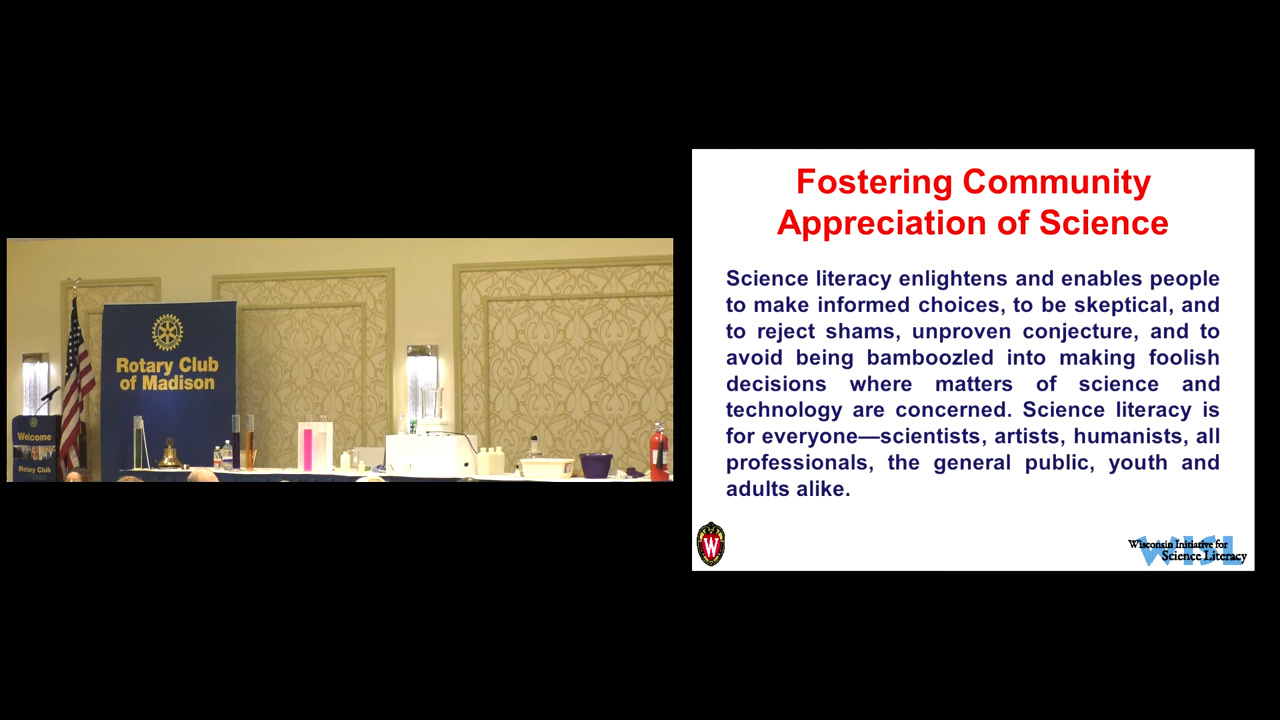 Rotary Club
of Madison
Welcome
Rotary Club
Fostering Community
Appreciation of Science
Science literacy enlightens and enables people
to make informed choices, to be skeptical, and
to reject shams, unproven conjecture, and to
avoid being bamboozled into making foolish
decisions where matters of science and
technology are concerned. Science literacy is
for everyone—scientists, artists, humanists, all
professionals, the general public, youth and
adults alike.
W
WISL
Wisconsin Initiative for
Science Literacy